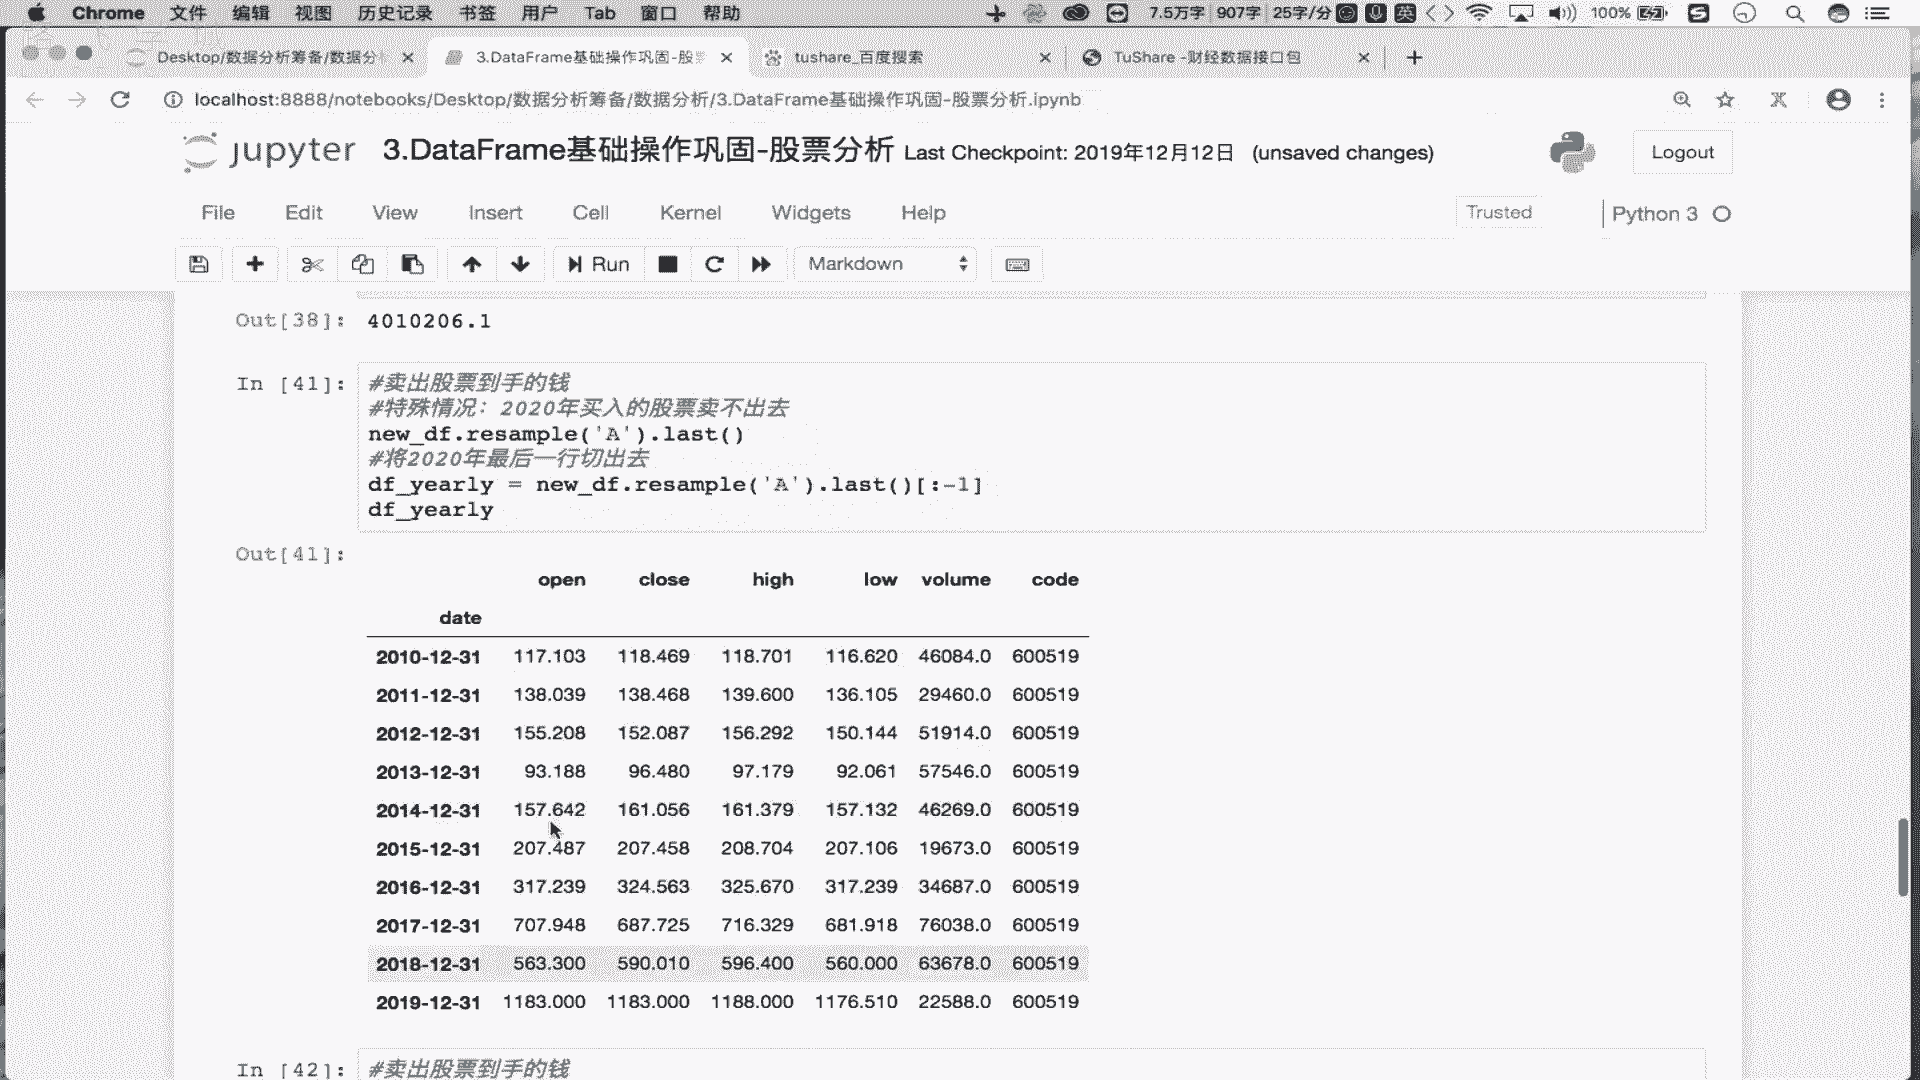 Chrome 文件 编辑 视图 历史记录 书签 用户 Tab 窗口 帮助 7.5万字 907字 25字/分 英 100%
Desktop/数据分析筹备/数据分 3.DataFrame基础操作巩固-股 tushare_百度搜索 TuShare -财经数据接口包
localhost:8888/notebooks/Desktop/数据分析筹备/数据分析/3.DataFrame基础操作巩固-股票分析.ipynb
jupyter 3.DataFrame基础操作巩固-股票分析 Last Checkpoint: 2019年12月12日 (unsaved changes) Logout
File Edit View Insert Cell Kernel Widgets Help Trusted Python 3
Run Markdown
Out[38]: 4010206.1
In [41]: #卖出股票到手的钱
#特殊情况：2020年买入的股票卖不出去
new_df.resample('A').last()
#将2020年最后一行切出去
df_yearly = new_df.resample('A').last()[:-1]
df_yearly
Out[41]:
open close high low volume code
date
2010-12-31 117.103 118.469 118.701 116.620 46084.0 600519
2011-12-31 138.039 138.468 139.600 136.105 29460.0 600519
2012-12-31 155.208 152.087 156.292 150.144 51914.0 600519
2013-12-31 93.188 96.480 97.179 92.061 57546.0 600519
2014-12-31 157.642 161.056 161.379 157.132 46269.0 600519
2015-12-31 207.487 207.458 208.704 207.106 19673.0 600519
2016-12-31 317.239 324.563 325.670 317.239 34687.0 600519
2017-12-31 707.948 687.725 716.329 681.918 76038.0 600519
2018-12-31 563.300 590.010 596.400 560.000 63678.0 600519
2019-12-31 1183.000 1183.000 1188.000 1176.510 22588.0 600519
In [42]: #卖出股票到手的钱